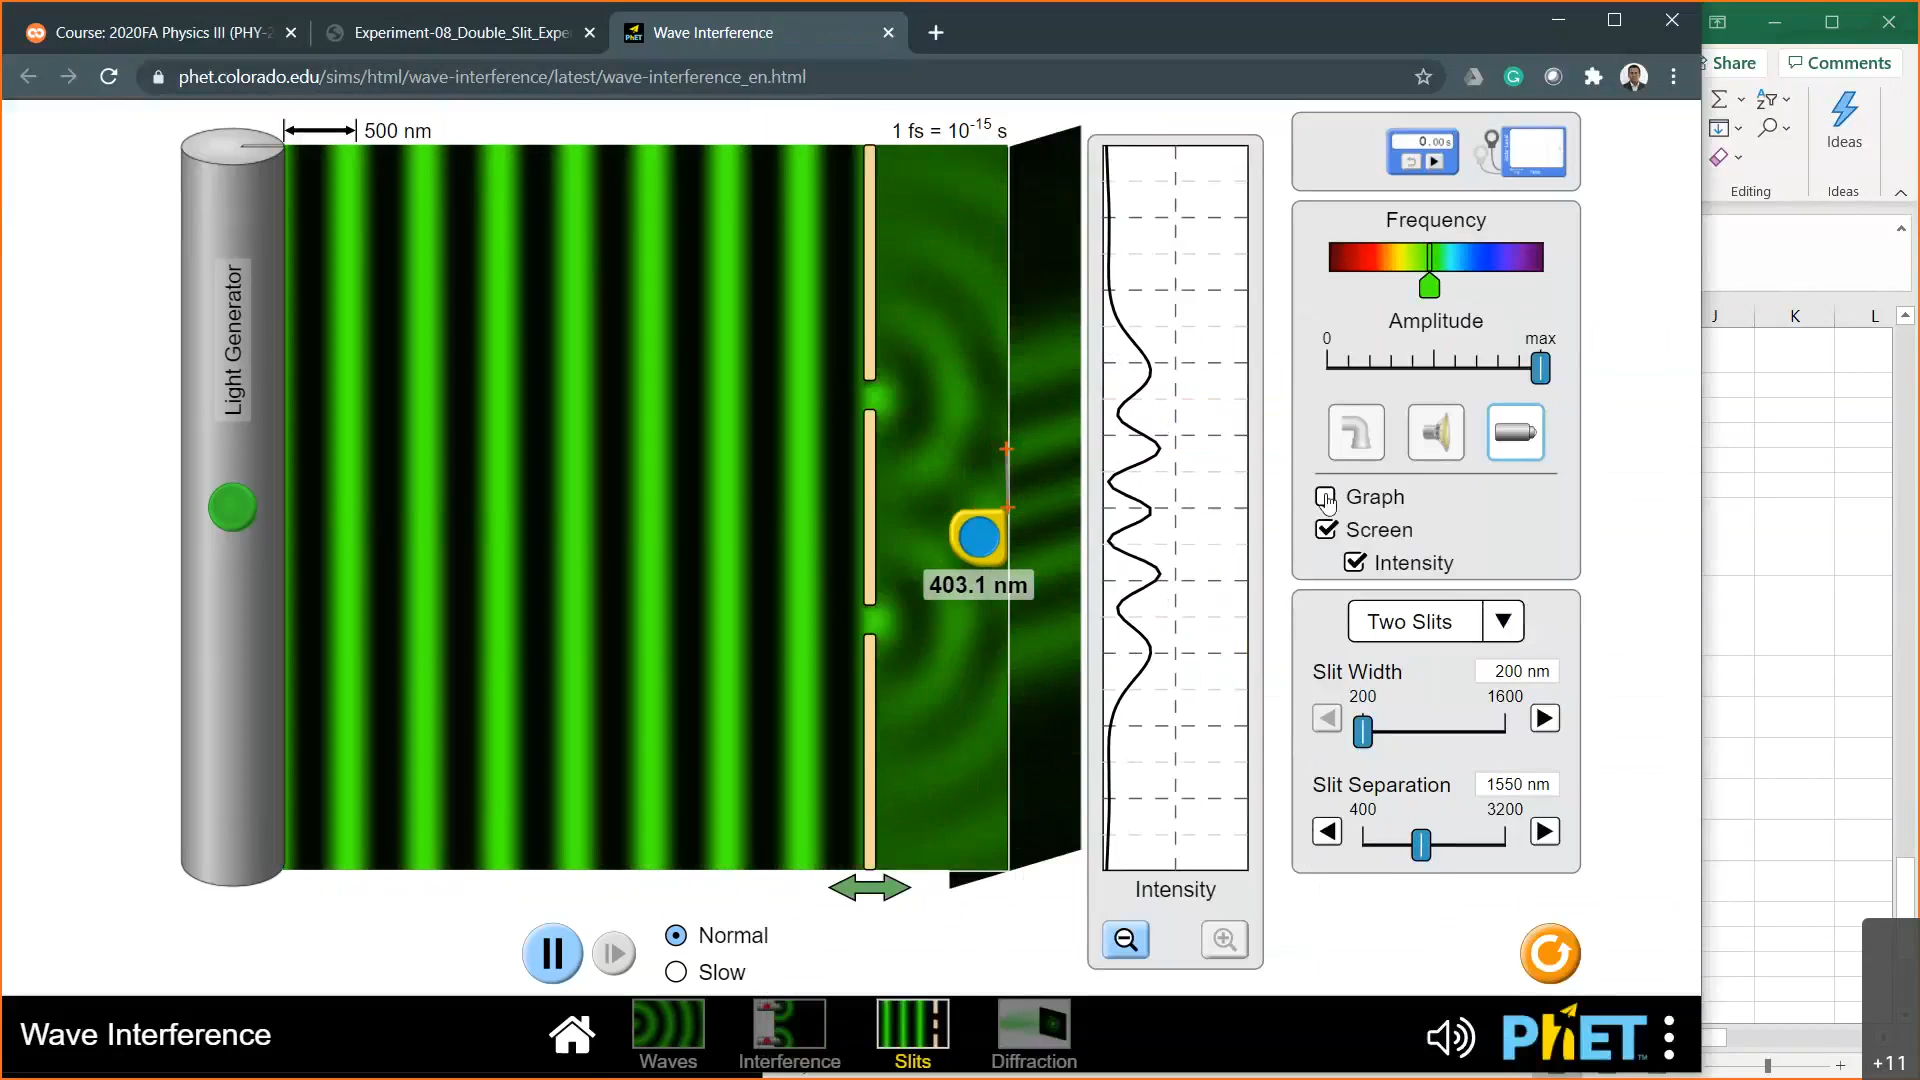 Course: 2020FA Physics III (PHY-2
Experiment-08_Double_Slit_Expe
Wave Interference
phet.colorado.edu/sims/html/wave-interference/latest/wave-interference_en.html
Share
Comments
Ideas
Editing
Ideas
J K L
500 nm
1 fs = 10⁻¹⁵ s
Light Generator
403.1 nm
Intensity
0.00 s
Frequency
Amplitude
0 max
Graph
Screen
Intensity
Two Slits
Slit Width 200 nm
200 1600
Slit Separation 1550 nm
400 3200
Normal
Slow
Wave Interference
Waves
Interference
Slits
Diffraction
PhET
+11